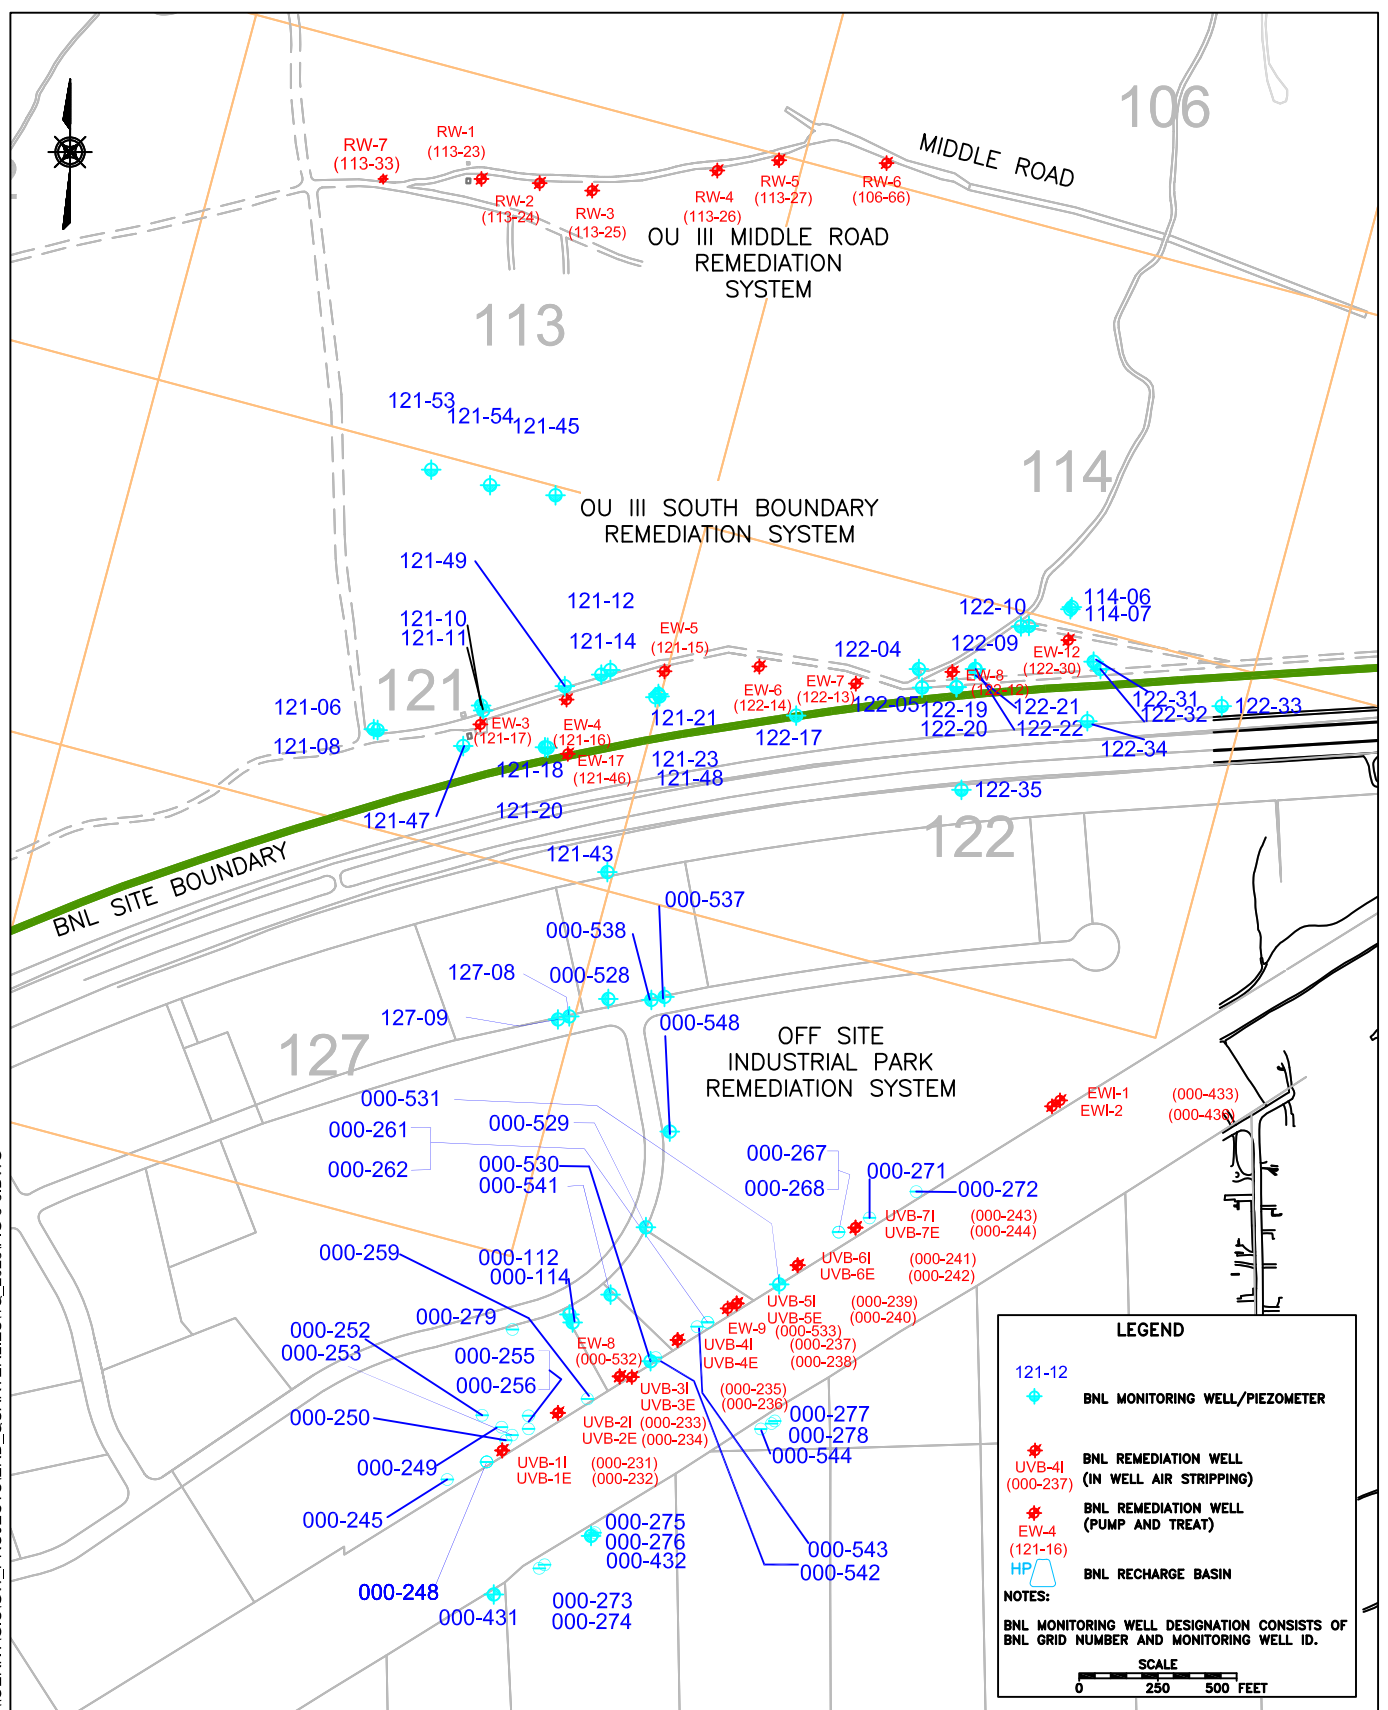 106
RW-7
(113-33)
RW-1
(113-23)
RW-2
(113-24)
RW-3
(113-25)
RW-4
(113-26)
RW-5
(113-27)
RW-6
(106-66)
MIDDLE ROAD
OU III MIDDLE ROAD
REMEDIATION
SYSTEM
113
121-53
121-54
121-45
114
OU III SOUTH BOUNDARY
REMEDIATION SYSTEM
121-49
121-12
121-10
121-11
121-14
EW-5
(121-15)
122-04
122-10
122-09
114-06
114-07
EW-12
(122-30)
121
121-06
121-08
EW-3
(121-17)
EW-4
(121-16)
EW-17
(121-46)
121-18
121-20
121-47
121-21
121-23
121-48
EW-6
(122-14)
EW-7
(122-13)
122-17
122-05
EW-8
(122-12)
122-19
122-20
122-21
122-22
122-31
122-32
122-33
122-34
122-35
122
BNL SITE BOUNDARY
121-43
000-537
000-538
000-528
127-08
127-09
000-548
127
OFF SITE
INDUSTRIAL PARK
REMEDIATION SYSTEM
EWI-1 (000-433)
EWI-2
000-531
000-261
000-262
000-529
000-530
000-541
000-267
000-268
000-271
000-272
UVB-7I (000-243)
UVB-7E (000-244)
000-259
000-112
000-114
UVB-6I (000-241)
UVB-6E (000-242)
000-279
000-252
000-253
000-255
000-256
EW-8
(000-532)
UVB-5I (000-239)
UVB-5E (000-240)
EW-9 (000-533)
UVB-4I (000-237)
UVB-4E (000-238)
UVB-3I (000-235)
UVB-3E (000-236)
UVB-2I (000-233)
UVB-2E (000-234)
000-250
000-249
000-277
000-278
000-544
UVB-1I (000-231)
UVB-1E (000-232)
000-245
000-275
000-276
000-432
000-543
000-542
000-248
000-431
000-273
000-274
LEGEND
121-12
BNL MONITORING WELL/PIEZOMETER
UVB-4I
(000-237)
BNL REMEDIATION WELL
(IN WELL AIR STRIPPING)
EW-4
(121-16)
BNL REMEDIATION WELL
(PUMP AND TREAT)
HP
BNL RECHARGE BASIN
NOTES:
BNL MONITORING WELL DESIGNATION CONSISTS OF
BNL GRID NUMBER AND MONITORING WELL ID.
SCALE
0 250 500 FEET